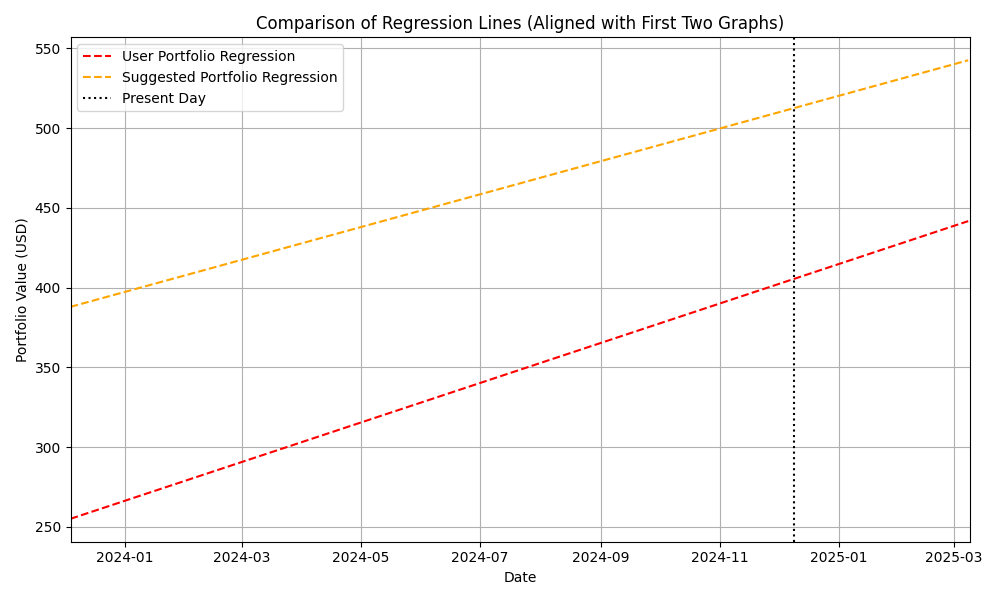 Comparison of Regression Lines (Aligned with First Two Graphs)
User Portfolio Regression
Suggested Portfolio Regression
Present Day
Portfolio Value (USD)
550
500
450
400
350
300
250
2024-01
2024-03
2024-05
2024-07
2024-09
2024-11
2025-01
2025-03
Date